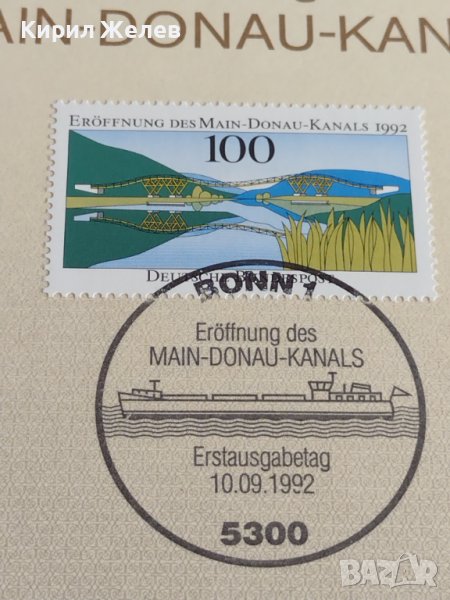 Кирил Желев
MAIN-DONAU-KAN
ERÖFFNUNG DES MAIN-DONAU-KANALS 1992
100
DEUTSCHE BUNDESPOST
BONN 1
Eröffnung des
MAIN-DONAU-KANALS
Erstausgabetag
10.09.1992
5300
BAZAR